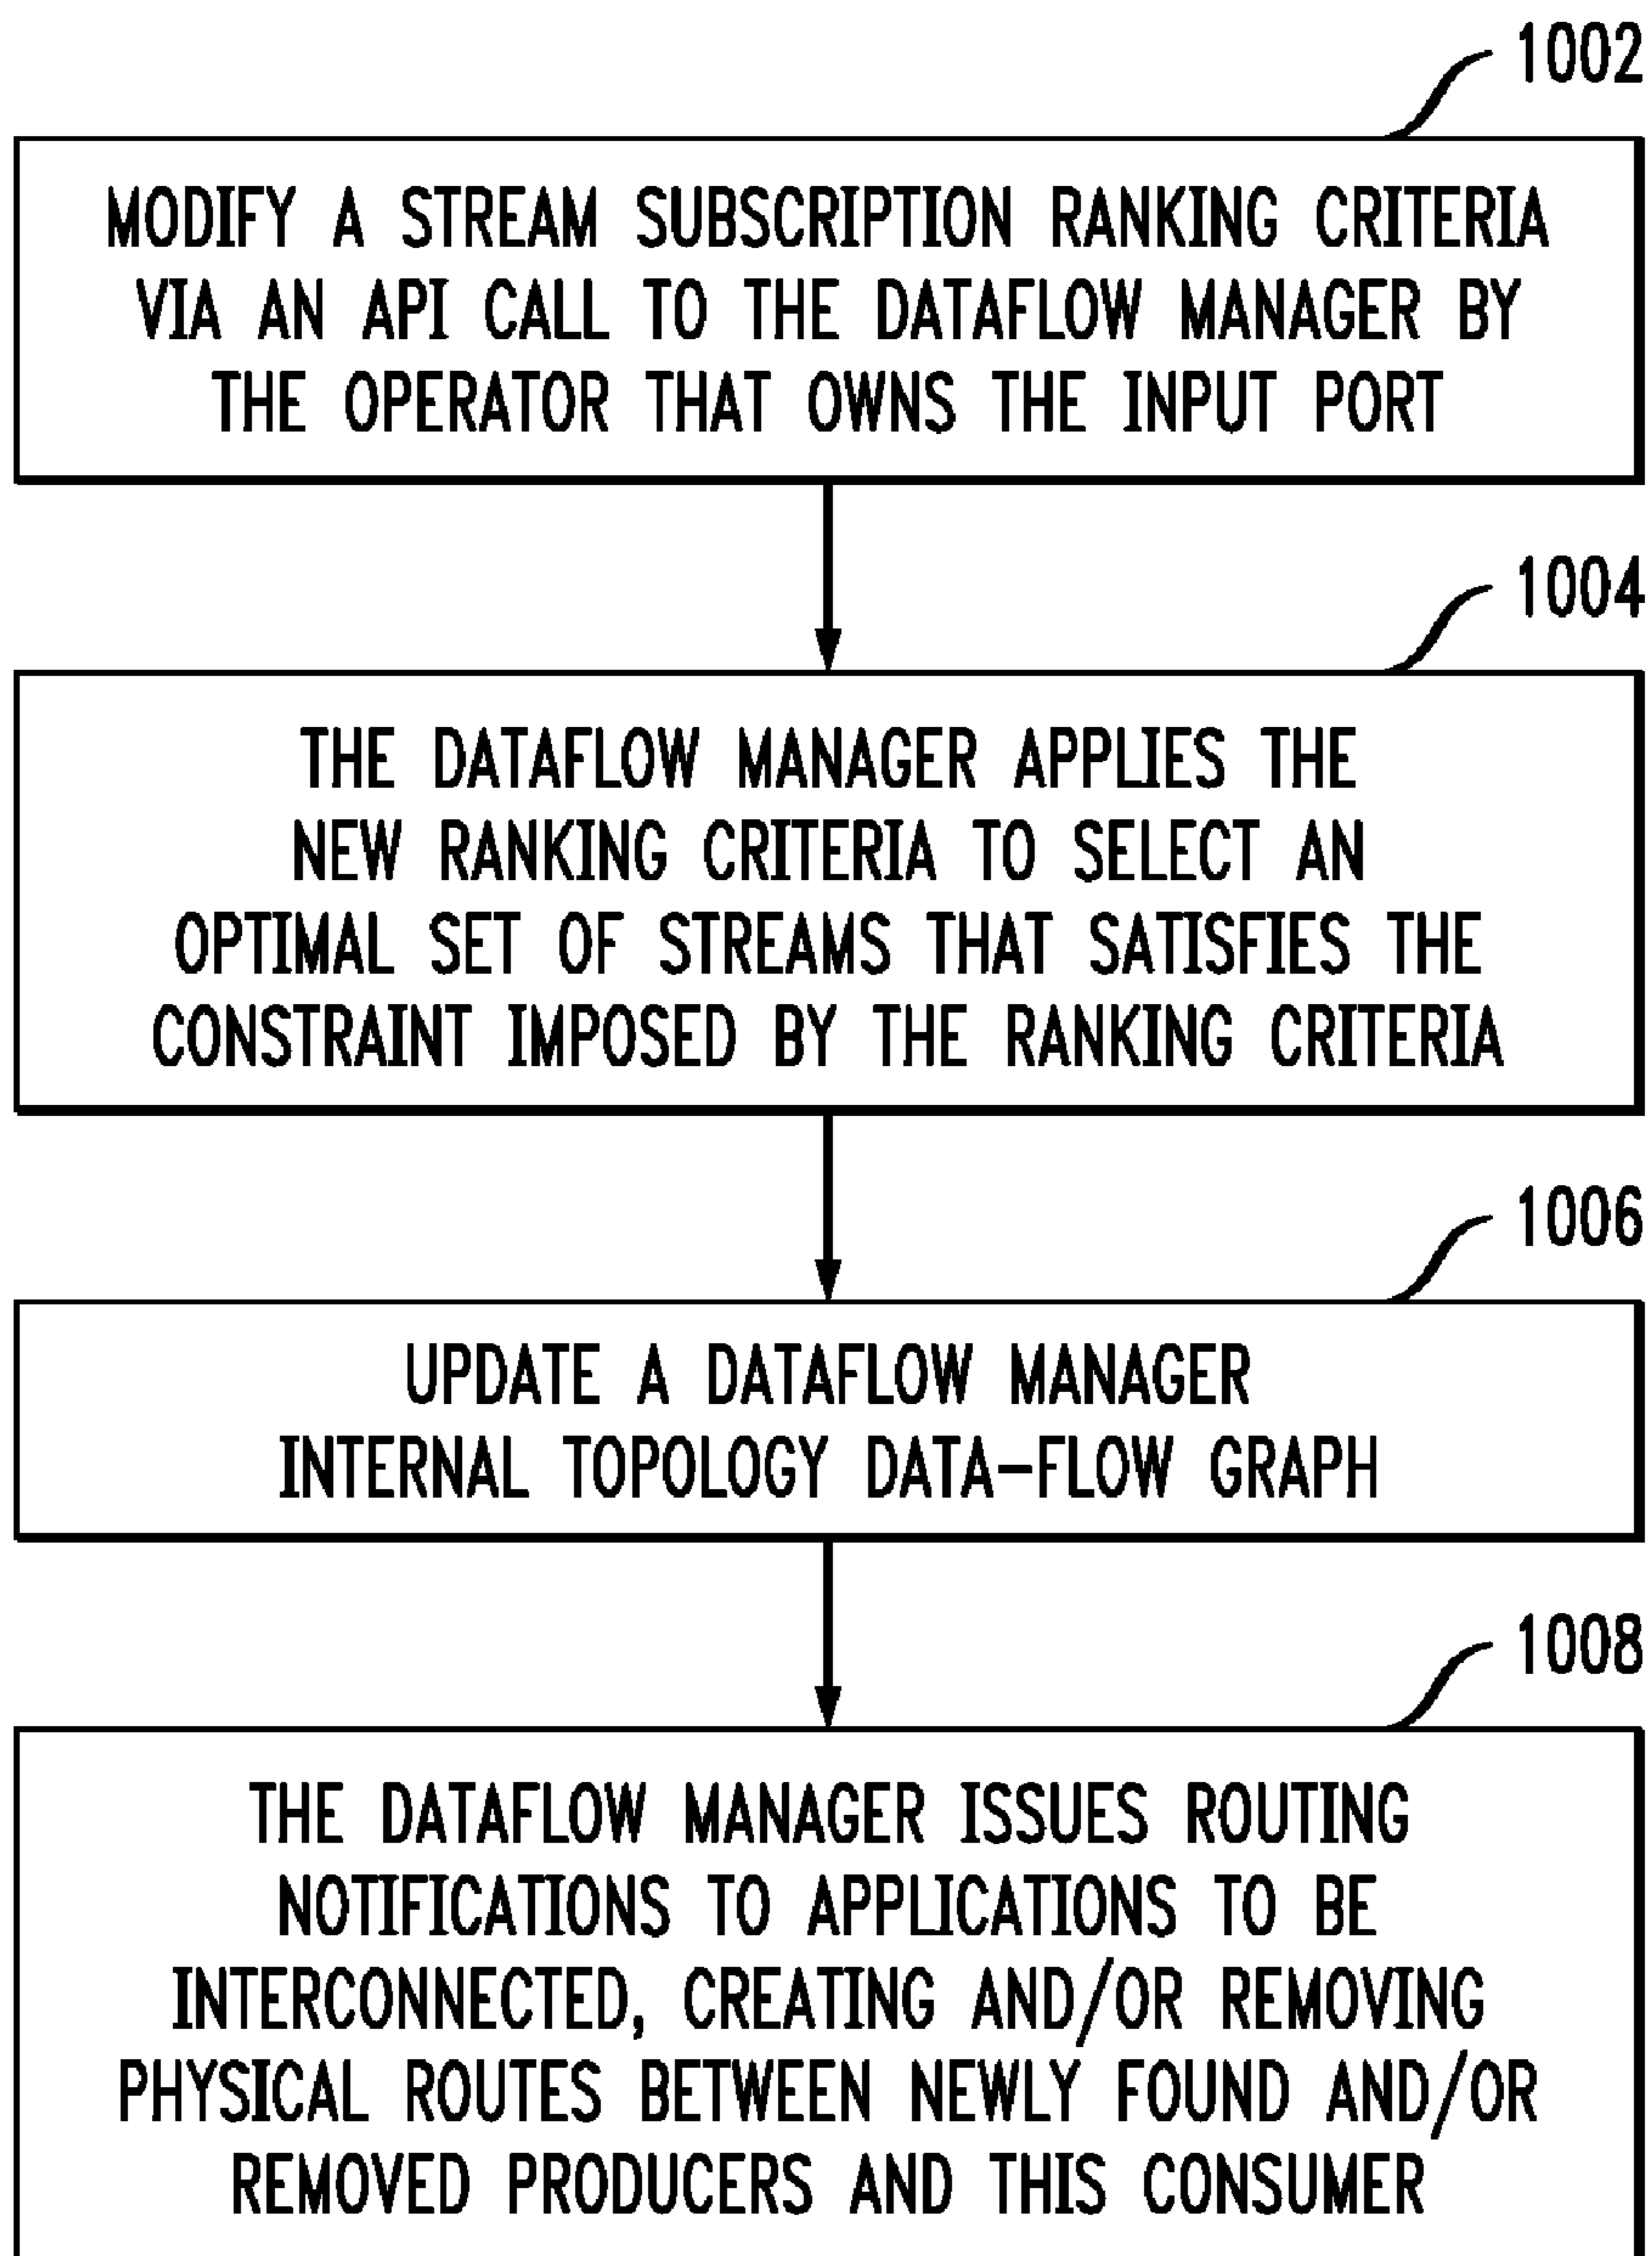 1002
MODIFY A STREAM SUBSCRIPTION RANKING CRITERIA
VIA AN API CALL TO THE DATAFLOW MANAGER BY
THE OPERATOR THAT OWNS THE INPUT PORT
1004
THE DATAFLOW MANAGER APPLIES THE
NEW RANKING CRITERIA TO SELECT AN
OPTIMAL SET OF STREAMS THAT SATISFIES THE
CONSTRAINT IMPOSED BY THE RANKING CRITERIA
1006
UPDATE A DATAFLOW MANAGER
INTERNAL TOPOLOGY DATA-FLOW GRAPH
1008
THE DATAFLOW MANAGER ISSUES ROUTING
NOTIFICATIONS TO APPLICATIONS TO BE
INTERCONNECTED, CREATING AND/OR REMOVING
PHYSICAL ROUTES BETWEEN NEWLY FOUND AND/OR
REMOVED PRODUCERS AND THIS CONSUMER